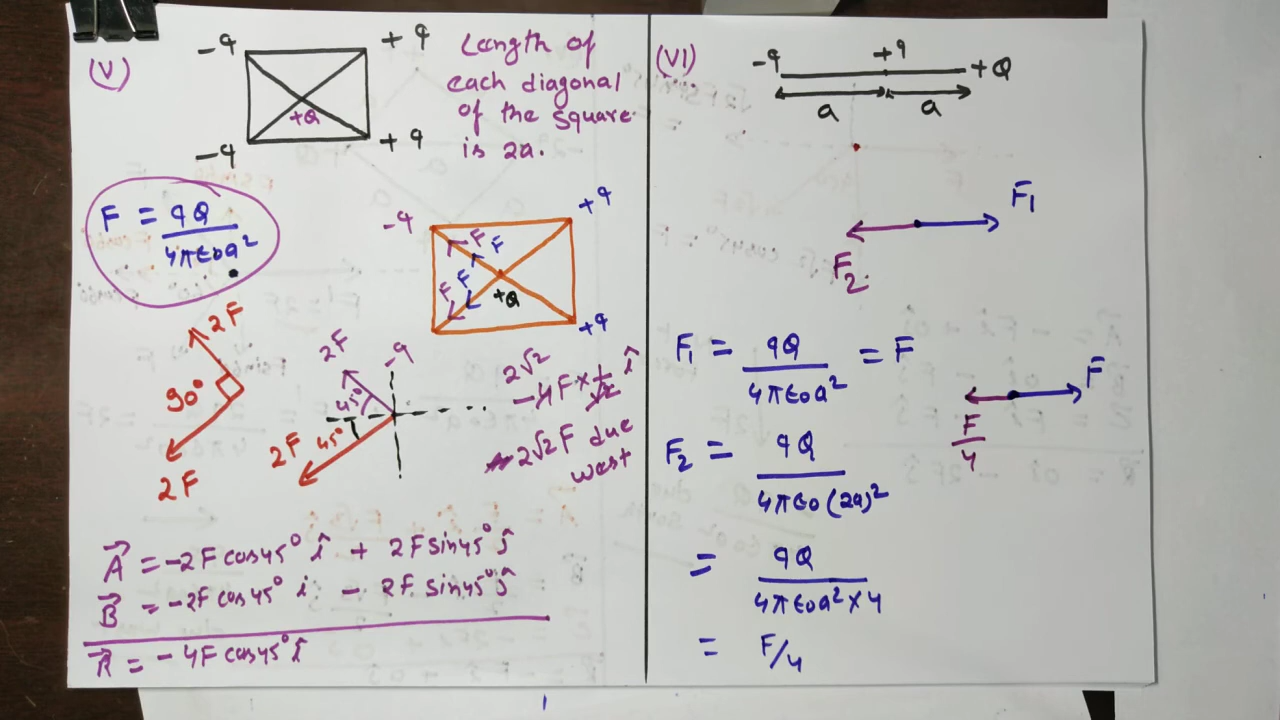 (V)
-q
+q
+Q
-q
+q
Length of
each diagonal
of the square
is 2a.
F = qQ / 4πε0a²
-q
+q
F
F
F
F
+Q
+q
2F
90°
2F
2F
-q
45°
45°
2F
2√2
-4F × 1/√2 î
2√2F due
west
A⃗ = -2F cos45° î + 2F sin45° ĵ
B⃗ = -2F cos45° i - 2F sin45° ĵ
R⃗ = -4F cos45° î
(VI)
-q
+q
+Q
a
a
F₁
F₂
F₁ = qQ / 4πε0a² = F
F
F/4
F₂ = qQ / 4πε0(2a)²
= qQ / 4πε0a²×4
= F/4